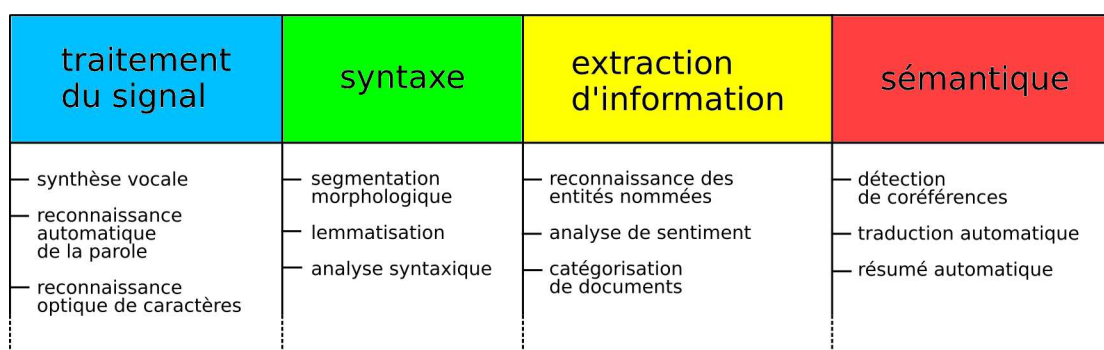 traitement
du signal
syntaxe
extraction
d'information
sémantique
synthèse vocale
reconnaissance
automatique
de la parole
reconnaissance
optique de caractères
segmentation
morphologique
lemmatisation
analyse syntaxique
reconnaissance des
entités nommées
analyse de sentiment
catégorisation
de documents
détection
de coréférences
traduction automatique
résumé automatique